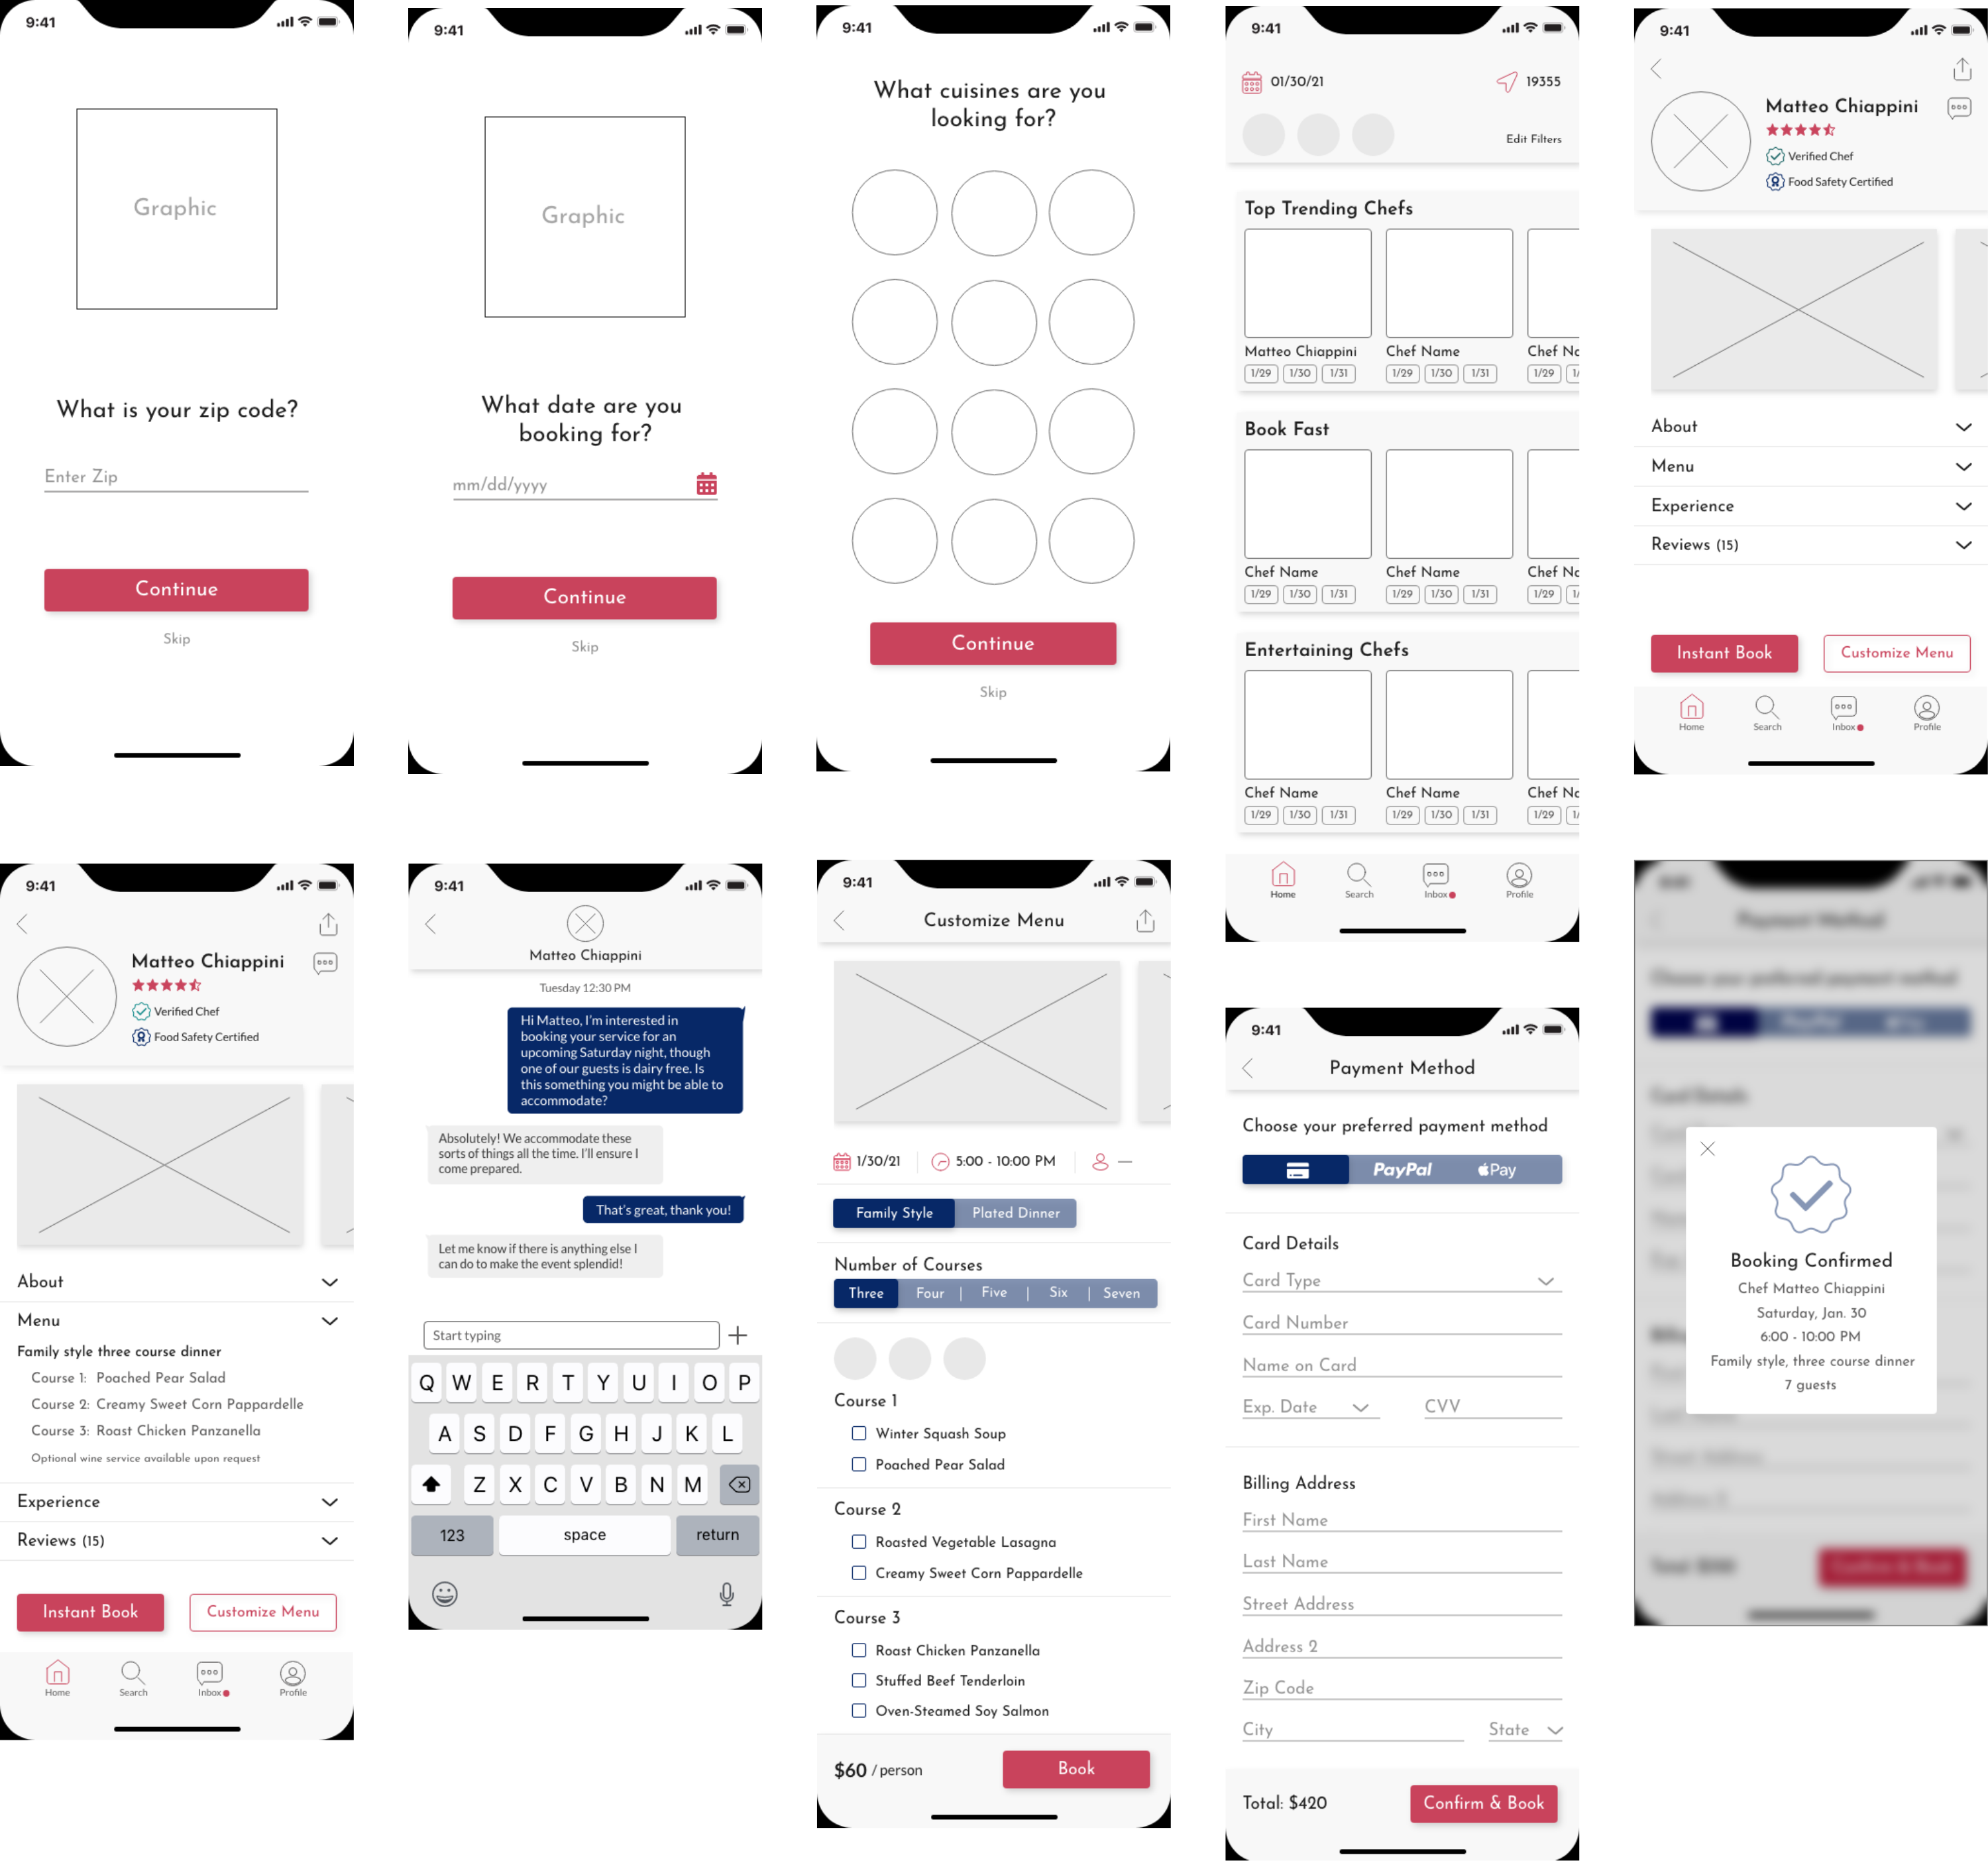 9:41
Graphic
What is your zip code?
Enter Zip
Continue
Skip
9:41
Graphic
What date are you
booking for?
mm/dd/yyyy
Continue
Skip
9:41
What cuisines are you
looking for?
Continue
Skip
9:41
01/30/21 19355
Edit Filters
Top Trending Chefs
Matteo Chiappini Chef Name Chef Na
1/29 1/30 1/31 1/29 1/30 1/31 1/29 1/
Book Fast
Chef Name Chef Name Chef Na
1/29 1/30 1/31 1/29 1/30 1/31 1/29 1/
Entertaining Chefs
Chef Name Chef Name Chef Na
1/29 1/30 1/31 1/29 1/30 1/31 1/29 1/
Home Search Inbox Profile
9:41
Matteo Chiappini
Verified Chef
Food Safety Certified
About
Menu
Experience
Reviews (15)
Instant Book Customize Menu
Home Search Inbox Profile
9:41
Matteo Chiappini
Verified Chef
Food Safety Certified
About
Menu
Family style three course dinner
Course 1: Poached Pear Salad
Course 2: Creamy Sweet Corn Pappardelle
Course 3: Roast Chicken Panzanella
Optional wine service available upon request
Experience
Reviews (15)
Instant Book Customize Menu
Home Search Inbox Profile
9:41
Matteo Chiappini
Tuesday 12:30 PM
Hi Matteo, I'm interested in
booking your service for an
upcoming Saturday night, though
one of our guests is dairy free. Is
this something you might be able to
accommodate?
Absolutely! We accommodate these
sorts of things all the time. I'll ensure I
come prepared.
That's great, thank you!
Let me know if there is anything else I
can do to make the event splendid!
Start typing
Q W E R T Y U I O P
A S D F G H J K L
Z X C V B N M
123 space return
9:41
Customize Menu
1/30/21 5:00 - 10:00 PM —
Family Style Plated Dinner
Number of Courses
Three Four | Five | Six | Seven
Course 1
Winter Squash Soup
Poached Pear Salad
Course 2
Roasted Vegetable Lasagna
Creamy Sweet Corn Pappardelle
Course 3
Roast Chicken Panzanella
Stuffed Beef Tenderloin
Oven-Steamed Soy Salmon
$60 / person Book
9:41
Payment Method
Choose your preferred payment method
PayPal Pay
Card Details
Card Type
Card Number
Name on Card
Exp. Date CVV
Billing Address
First Name
Last Name
Street Address
Address 2
Zip Code
City State
Total: $420 Confirm & Book
Payment Method
Choose your preferred payment method
PayPal
Card Details
Booking Confirmed
Chef Matteo Chiappini
Saturday, Jan. 30
6:00 - 10:00 PM
Family style, three course dinner
7 guests
Street Address
Address 2
Confirm & Book